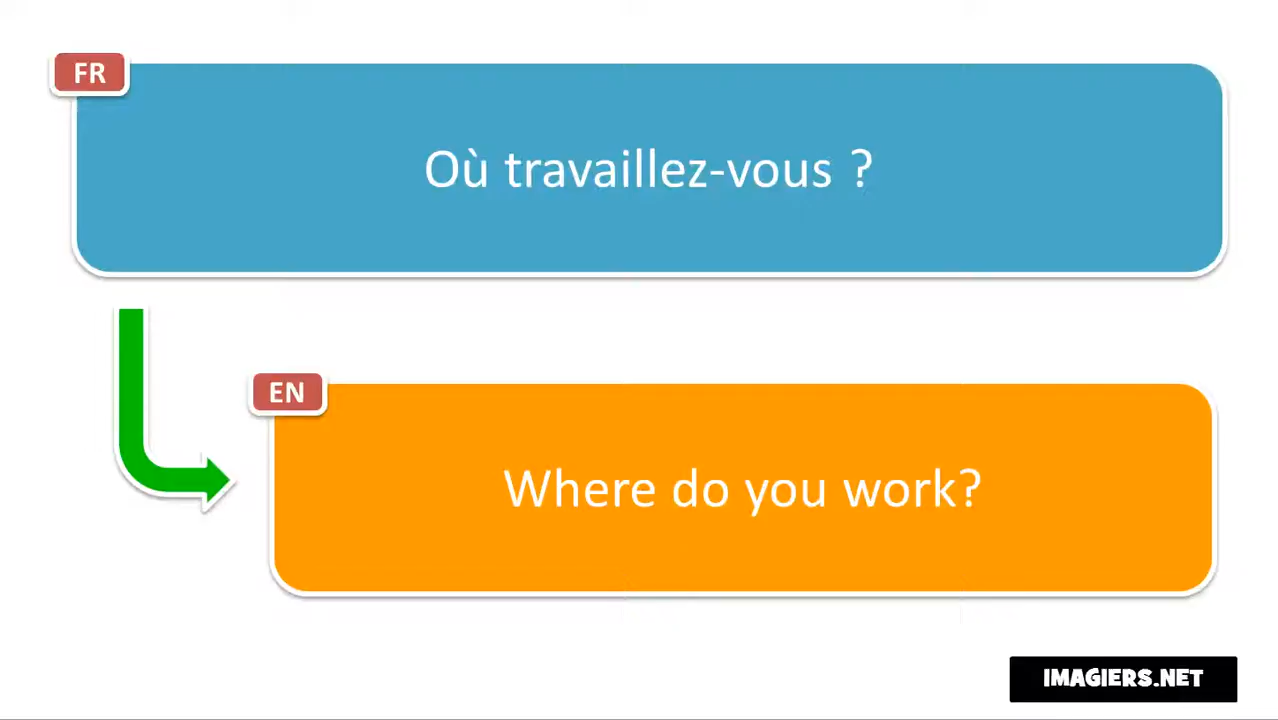 FR
Où travaillez-vous ?
EN
Where do you work?
IMAGIERS.NET